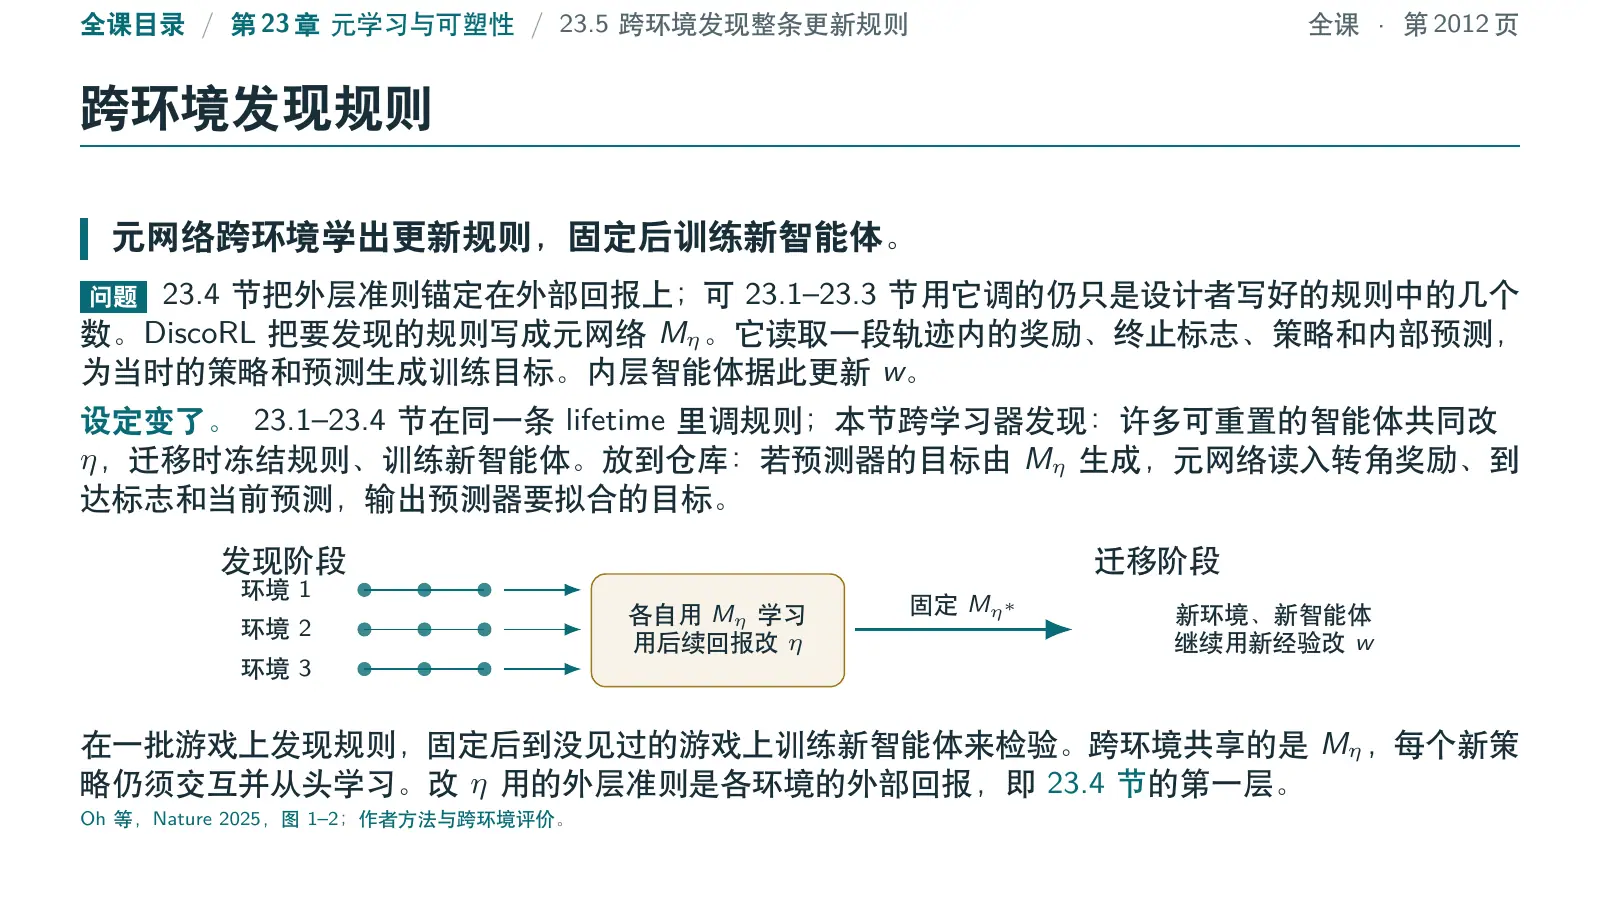 全课目录 / 第23章 元学习与可塑性 / 23.5 跨环境发现整条更新规则
全课 · 第2012页
跨环境发现规则
元网络跨环境学出更新规则，固定后训练新智能体。
问题 23.4 节把外层准则锚定在外部回报上；可 23.1–23.3 节用它调的仍只是设计者写好的规则中的几个
数。DiscoRL 把要发现的规则写成元网络 Mη。它读取一段轨迹内的奖励、终止标志、策略和内部预测，
为当时的策略和预测生成训练目标。内层智能体据此更新 w。
设定变了。 23.1–23.4 节在同一条 lifetime 里调规则；本节跨学习器发现：许多可重置的智能体共同改
η，迁移时冻结规则、训练新智能体。放到仓库：若预测器的目标由 Mη 生成，元网络读入转角奖励、到
达标志和当前预测，输出预测器要拟合的目标。
发现阶段
环境 1
环境 2
环境 3
各自用 Mη 学习
用后续回报改 η
固定 Mη*
迁移阶段
新环境、新智能体
继续用新经验改 w
在一批游戏上发现规则，固定后到没见过的游戏上训练新智能体来检验。跨环境共享的是 Mη，每个新策
略仍须交互并从头学习。改 η 用的外层准则是各环境的外部回报，即 23.4 节的第一层。
Oh 等，Nature 2025，图 1–2；作者方法与跨环境评价。